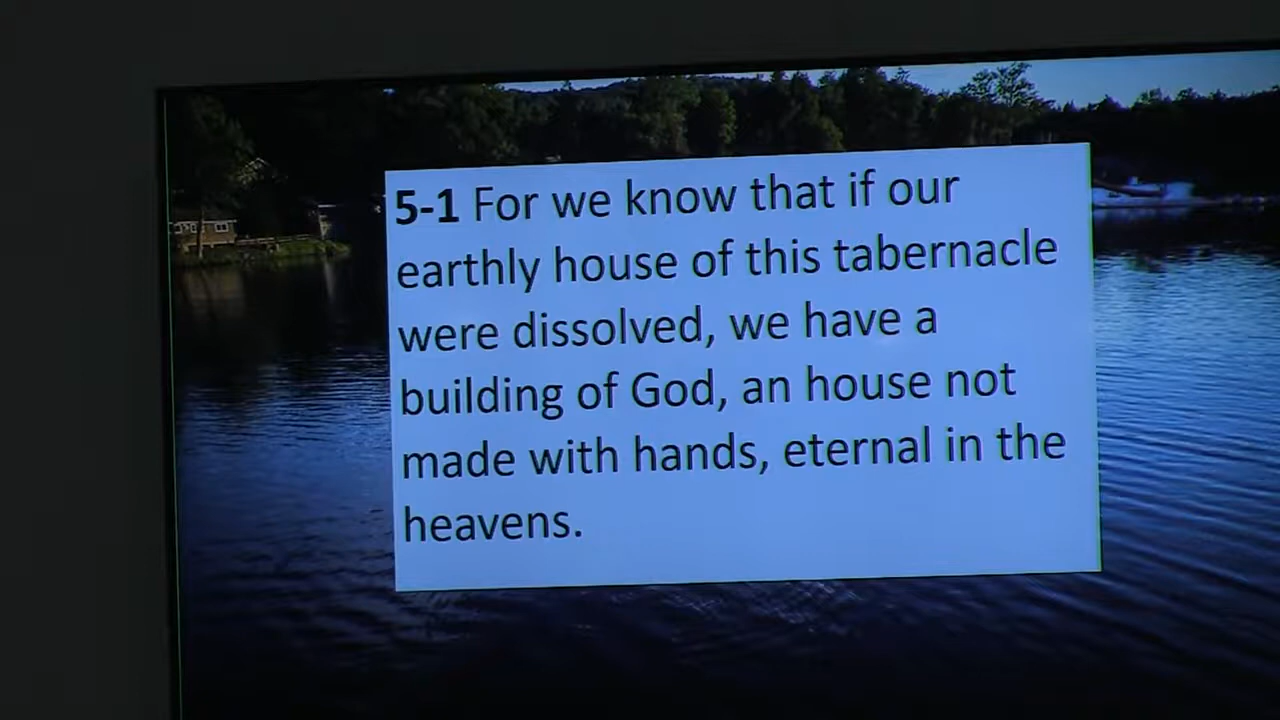 5-1 For we know that if our
earthly house of this tabernacle
were dissolved, we have a
building of God, an house not
made with hands, eternal in the
heavens.